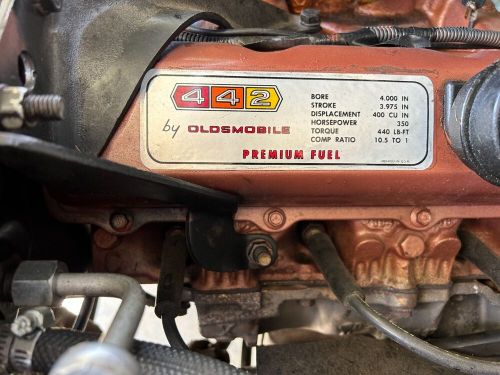 442
by OLDSMOBILE
BORE 4.000 IN
STROKE 3.975 IN
DISPLACEMENT 400 CU IN
HORSEPOWER 350
TORQUE 440 LB-FT
COMP RATIO 10.5 TO 1
PREMIUM FUEL